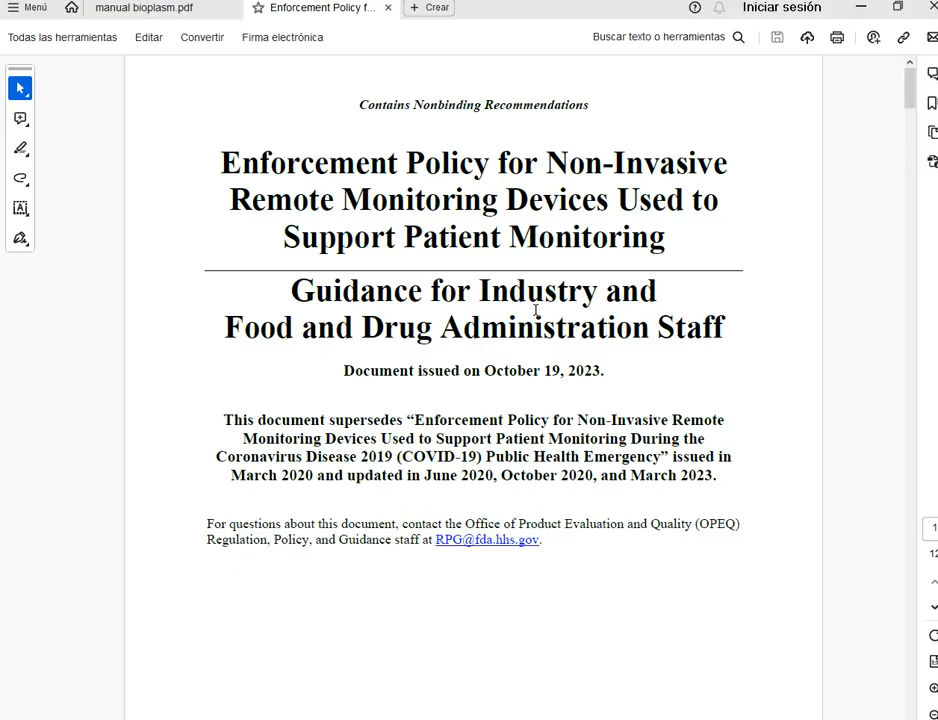 Menú
manual bioplasm.pdf
Enforcement Policy f...
Crear
Iniciar sesión
Todas las herramientas
Editar
Convertir
Firma electrónica
Buscar texto o herramientas
Contains Nonbinding Recommendations
Enforcement Policy for Non-Invasive
Remote Monitoring Devices Used to
Support Patient Monitoring
Guidance for Industry and
Food and Drug Administration Staff
Document issued on October 19, 2023.
This document supersedes “Enforcement Policy for Non-Invasive Remote
Monitoring Devices Used to Support Patient Monitoring During the
Coronavirus Disease 2019 (COVID-19) Public Health Emergency” issued in
March 2020 and updated in June 2020, October 2020, and March 2023.
For questions about this document, contact the Office of Product Evaluation and Quality (OPEQ)
Regulation, Policy, and Guidance staff at RPG@fda.hhs.gov.